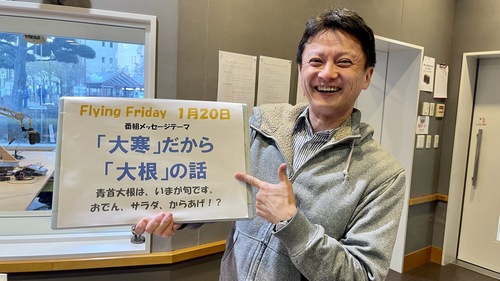 Flying Friday 1月20日
番組メッセージテーマ
「大寒」だから
「大根」の話
青首大根は、いまが旬です。
おでん、サラダ、からあげ!?